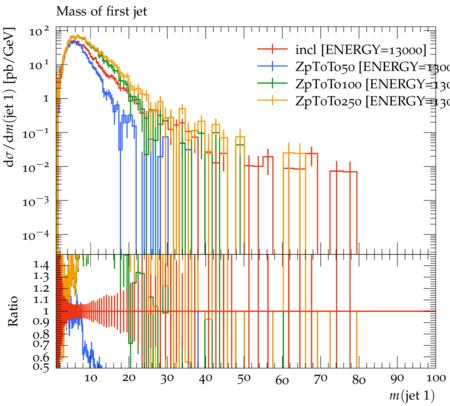 Mass of first jet
dσ/dm(jet 1) [pb/GeV]
10²
10¹
1
10⁻¹
10⁻²
10⁻³
10⁻⁴
incl [ENERGY=13000]
ZpToTo50 [ENERGY=1300
ZpToTo100 [ENERGY=130
ZpToTo250 [ENERGY=130
Ratio
1.4
1.3
1.2
1.1
1
0.9
0.8
0.7
0.6
0.5
10 20 30 40 50 60 70 80 90 100
m(jet 1)